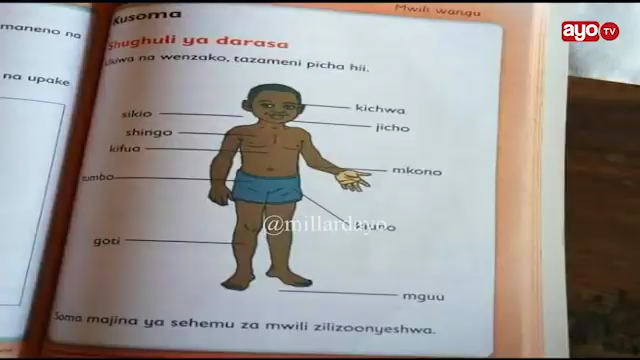 maneno na
na upake
Kusoma
Mwili wangu
ayo TV
Shughuli ya darasa
na wenzako, tazameni picha hii.
kichwa
sikio
jicho
shingo
kifua
mkono
tumbo
@millardayo
goti
mguu
Soma majina ya sehemu za mwili zilizoonyeshwa.